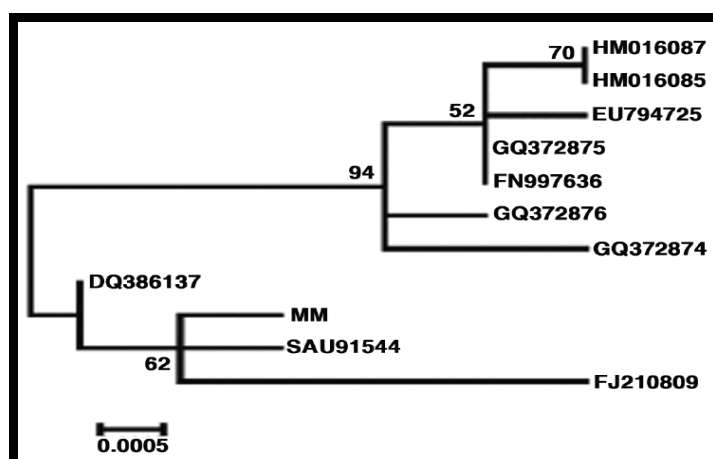 70 HM016087
HM016085
52 EU794725
GQ372875
94 FN997636
GQ372876
GQ372874
DQ386137
MM
SAU91544
62
FJ210809
0.0005